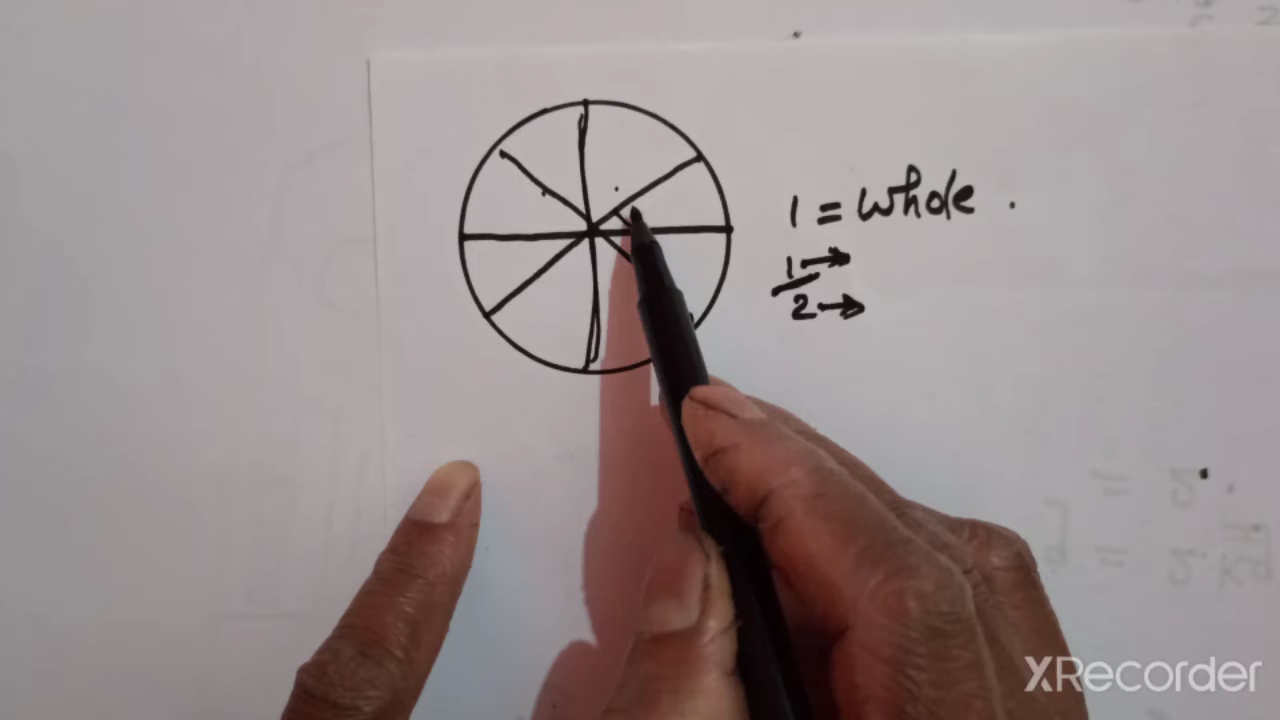 1 = whole .
1 →
2 →
XRecorder